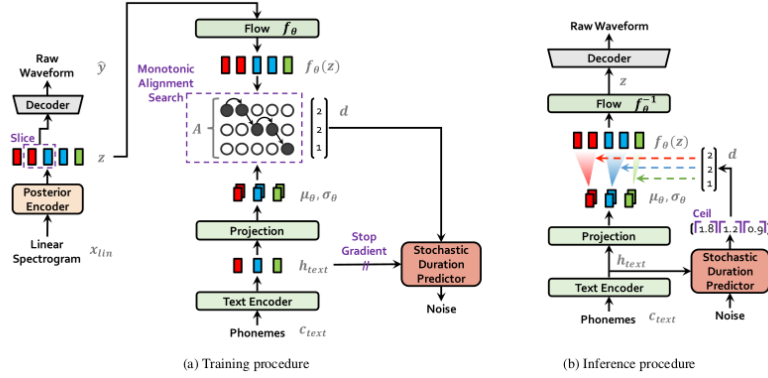 Raw
Waveform
ŷ
Decoder
Slice
z
Posterior
Encoder
Linear
Spectrogram
x_lin
Flow f_θ
f_θ(z)
Monotonic
Alignment
Search
A
2
2
1
d
μ_θ, σ_θ
Projection
Stop
Gradient
h_text
Stochastic
Duration
Predictor
Text Encoder
Noise
Phonemes
c_text
(a) Training procedure
Raw Waveform
Decoder
z
Flow f_θ^{-1}
f_θ(z)
2
2
1
d
μ_θ, σ_θ
Ceil
⌈1.8⌉ ⌈1.2⌉ ⌈0.9⌉
Projection
h_text
Stochastic
Duration
Predictor
Text Encoder
Phonemes
c_text
Noise
(b) Inference procedure